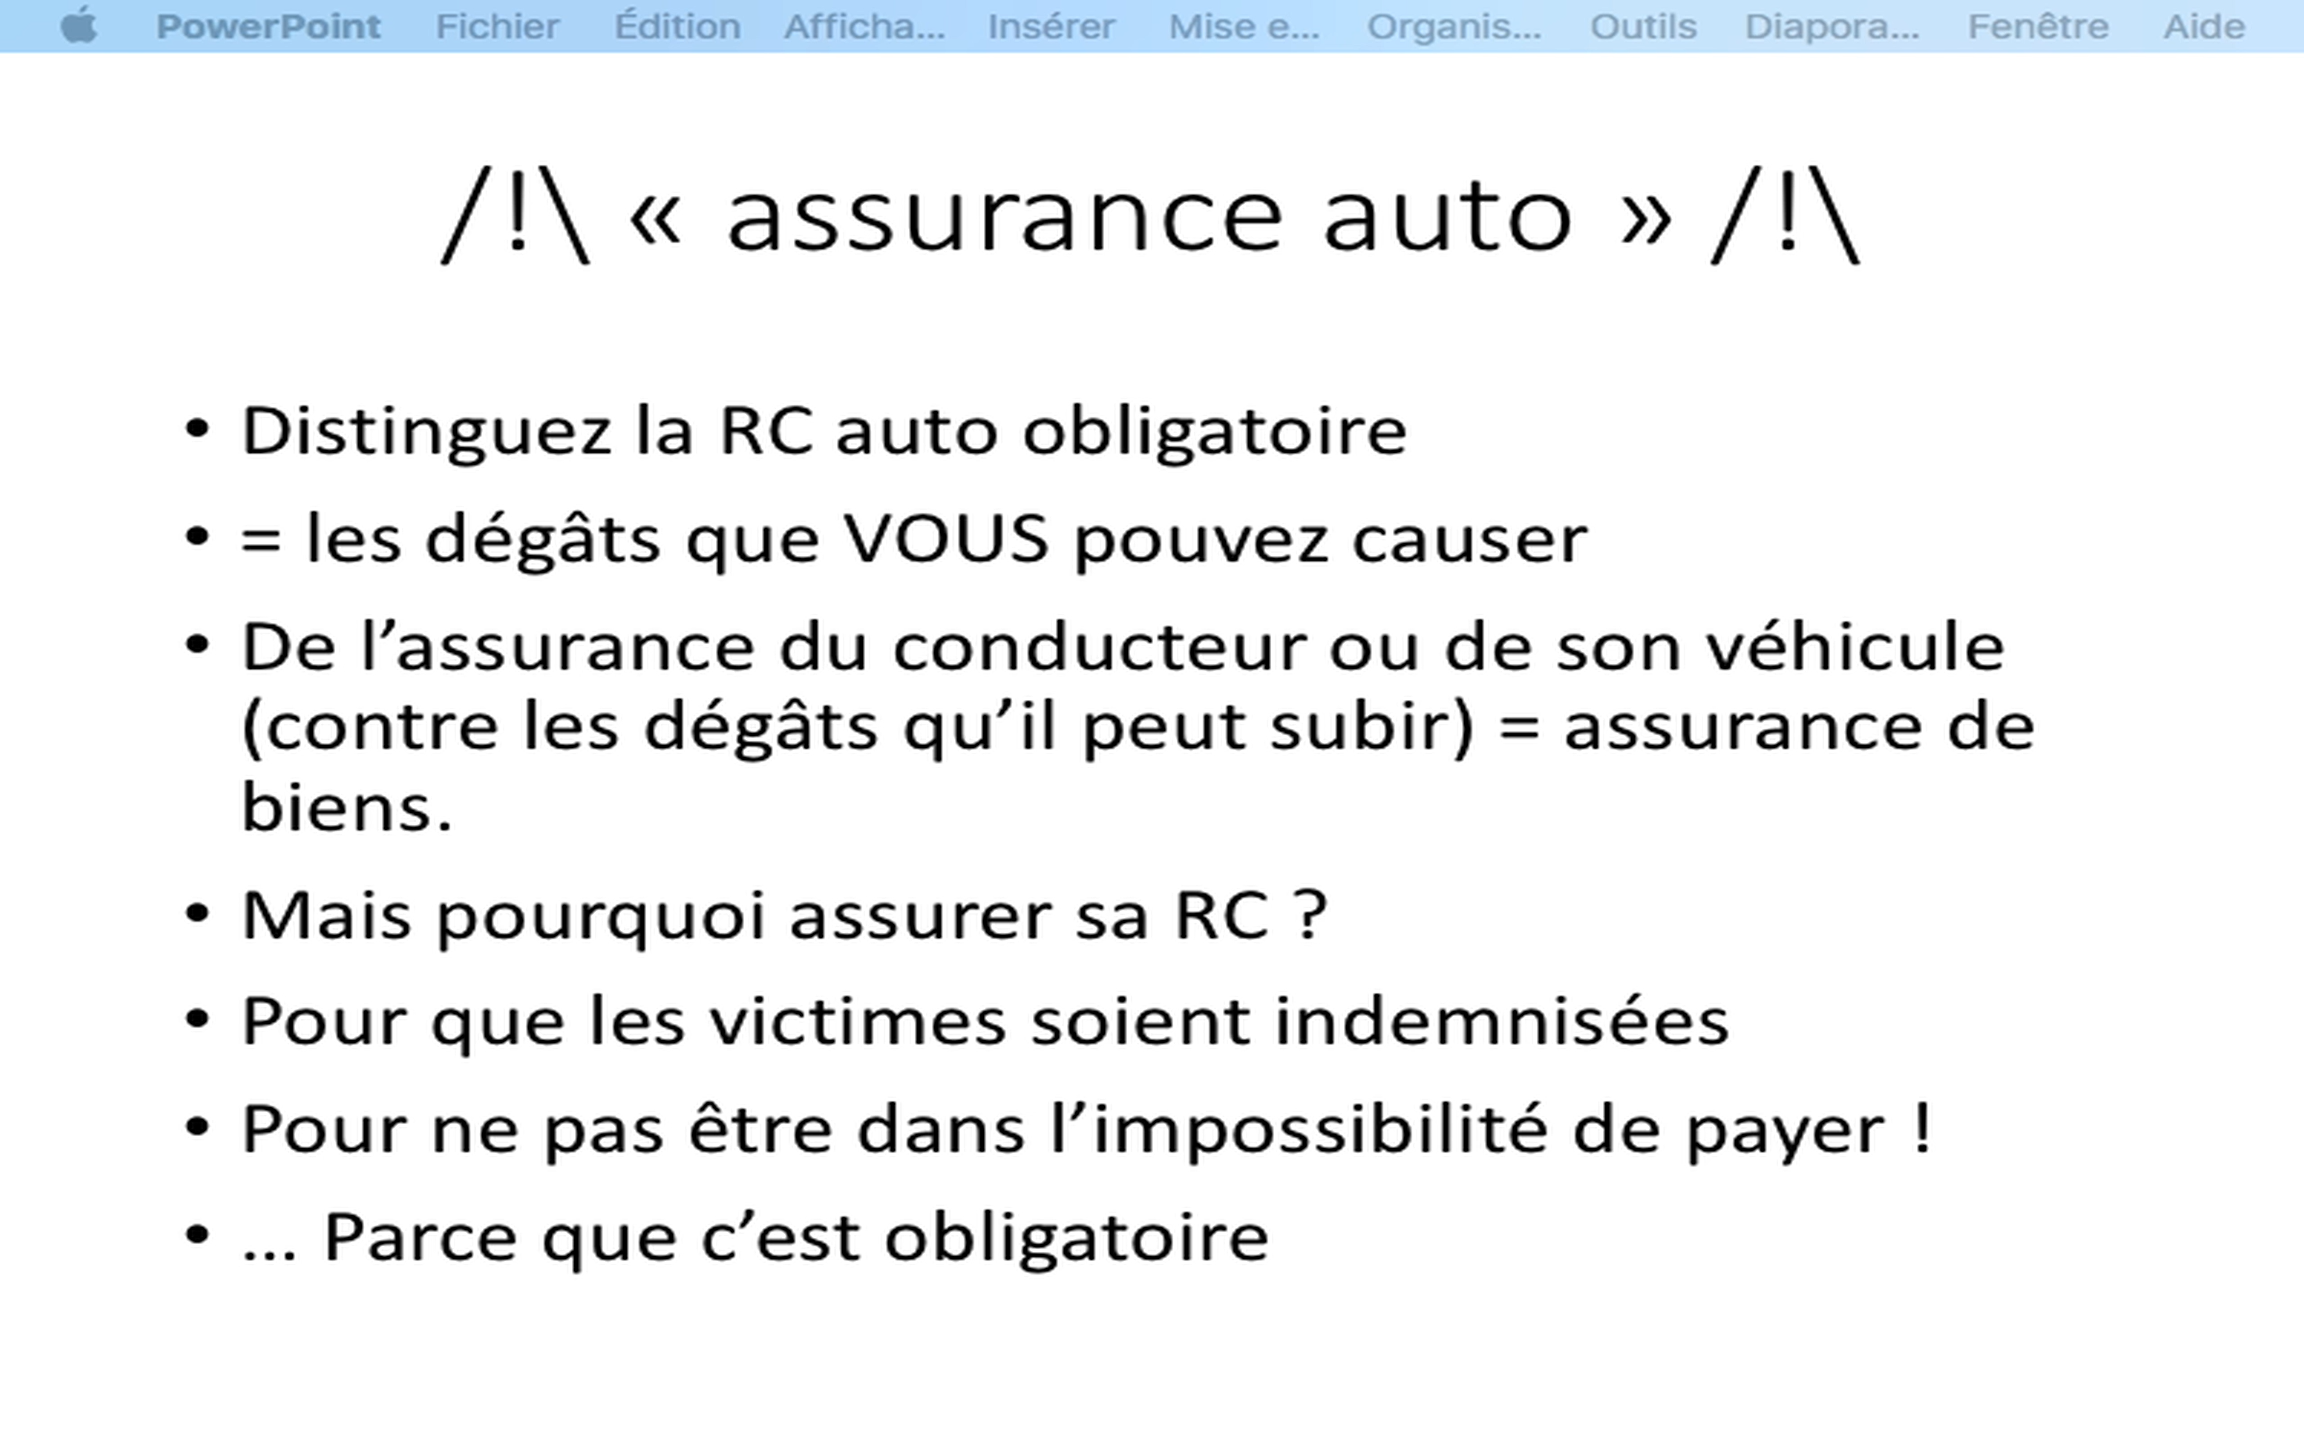 PowerPoint Fichier Édition Afficha... Insérer Mise e... Organis... Outils Diapora... Fenêtre Aide
/!\ « assurance auto » /!\
• Distinguez la RC auto obligatoire
• = les dégâts que VOUS pouvez causer
• De l’assurance du conducteur ou de son véhicule
(contre les dégâts qu’il peut subir) = assurance de
biens.
• Mais pourquoi assurer sa RC ?
• Pour que les victimes soient indemnisées
• Pour ne pas être dans l’impossibilité de payer !
• ... Parce que c’est obligatoire